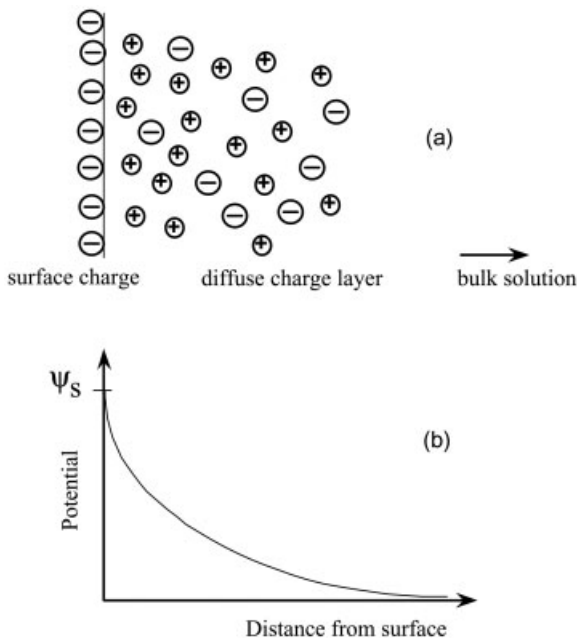 (a)
surface charge
diffuse charge layer
bulk solution
Ψs
(b)
Potential
Distance from surface